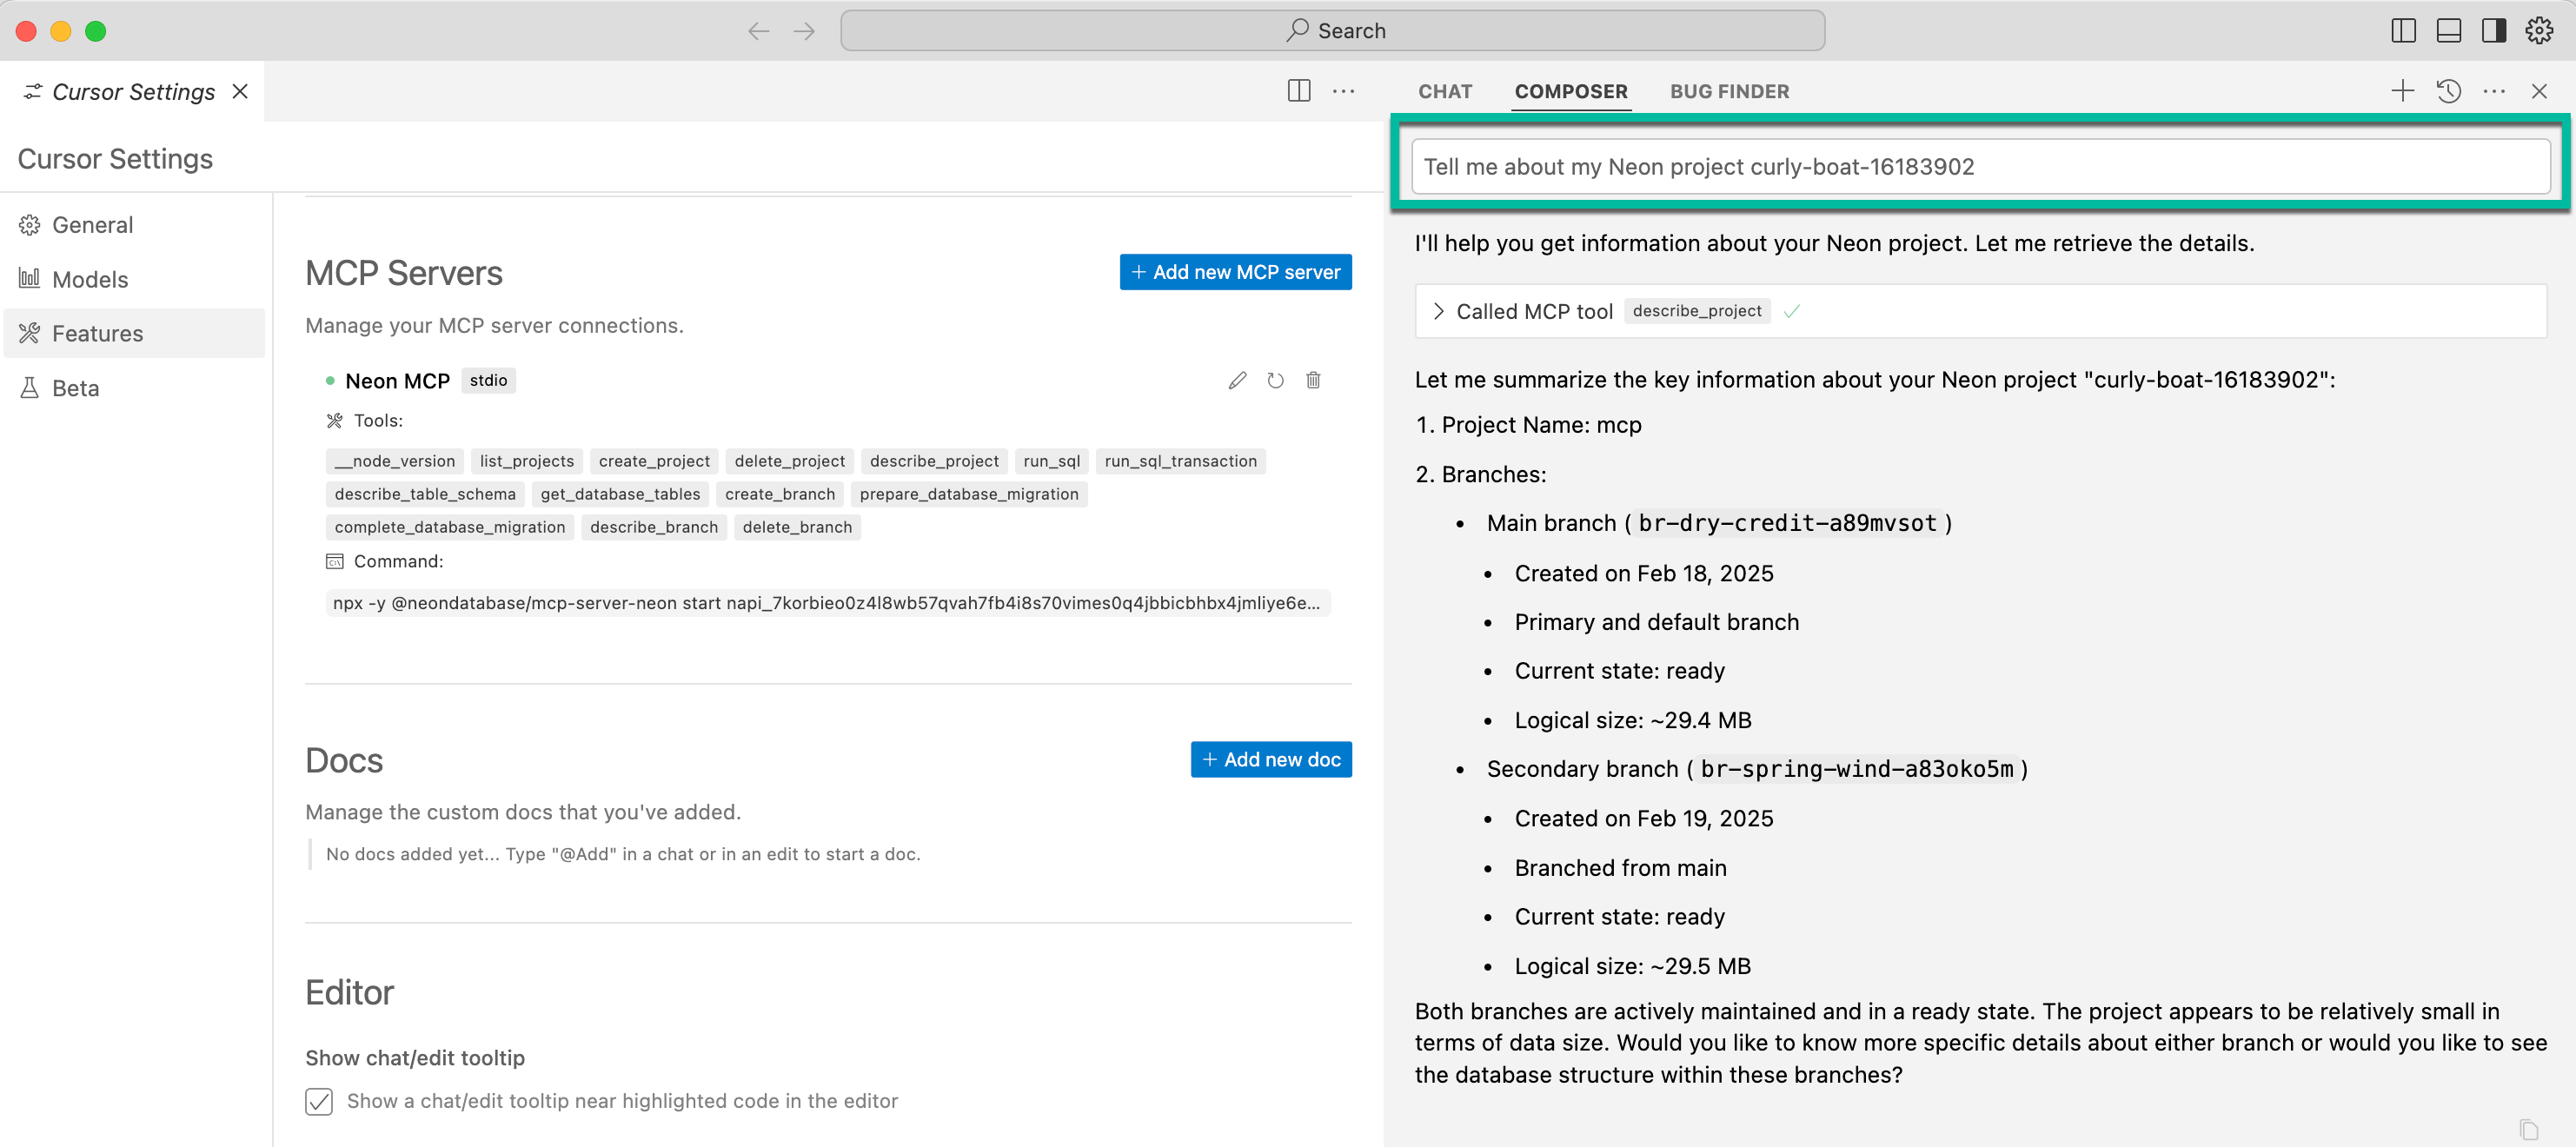 Search
Cursor Settings
CHAT COMPOSER BUG FINDER
Cursor Settings
General
Models
Features
Beta
MCP Servers
+ Add new MCP server
Manage your MCP server connections.
Neon MCP stdio
Tools:
__node_version list_projects create_project delete_project describe_project run_sql run_sql_transaction
describe_table_schema get_database_tables create_branch prepare_database_migration
complete_database_migration describe_branch delete_branch
Command:
npx -y @neondatabase/mcp-server-neon start napi_7korbieo0z4l8wb57qvah7fb4i8s70vimes0q4jbbicbhbx4jmliye6e...
Docs
+ Add new doc
Manage the custom docs that you've added.
No docs added yet... Type "@Add" in a chat or in an edit to start a doc.
Editor
Show chat/edit tooltip
Show a chat/edit tooltip near highlighted code in the editor
Tell me about my Neon project curly-boat-16183902
I'll help you get information about your Neon project. Let me retrieve the details.
Called MCP tool describe_project
Let me summarize the key information about your Neon project "curly-boat-16183902":
1. Project Name: mcp
2. Branches:
• Main branch ( br-dry-credit-a89mvsot )
• Created on Feb 18, 2025
• Primary and default branch
• Current state: ready
• Logical size: ~29.4 MB
• Secondary branch ( br-spring-wind-a83oko5m )
• Created on Feb 19, 2025
• Branched from main
• Current state: ready
• Logical size: ~29.5 MB
Both branches are actively maintained and in a ready state. The project appears to be relatively small in
terms of data size. Would you like to know more specific details about either branch or would you like to see
the database structure within these branches?